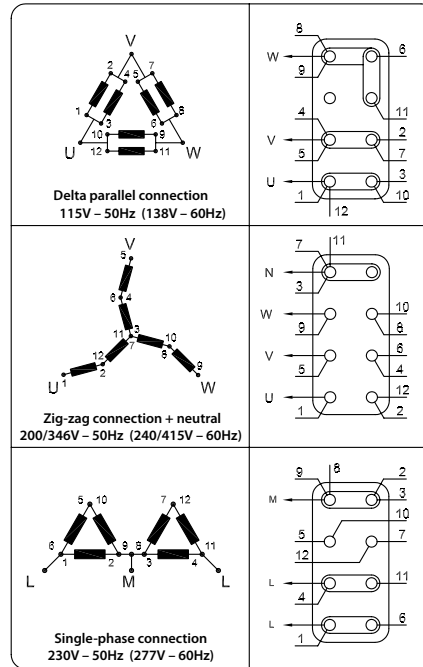 V
2 7
4 5
1 3 6 8
10 9
U 12 11 W
Delta parallel connection
115V – 50Hz (138V – 60Hz)
8
W 6
9
11
4
V 2
5 7
U 3
1 10
12
V
5
6 4
11 3 10
12 7 8
U 1 2 9
W
Zig-zag connection + neutral
200/346V – 50Hz (240/415V – 60Hz)
7 11
N
3
W 10
9 8
V 6
5 4
U 12
1 2
5 10 7 12
6 1 2 9 8 3 4 11
L M L
Single-phase connection
230V – 50Hz (277V – 60Hz)
9 8 2
M 3
10
5 7
12
L 11
4
L 6
1